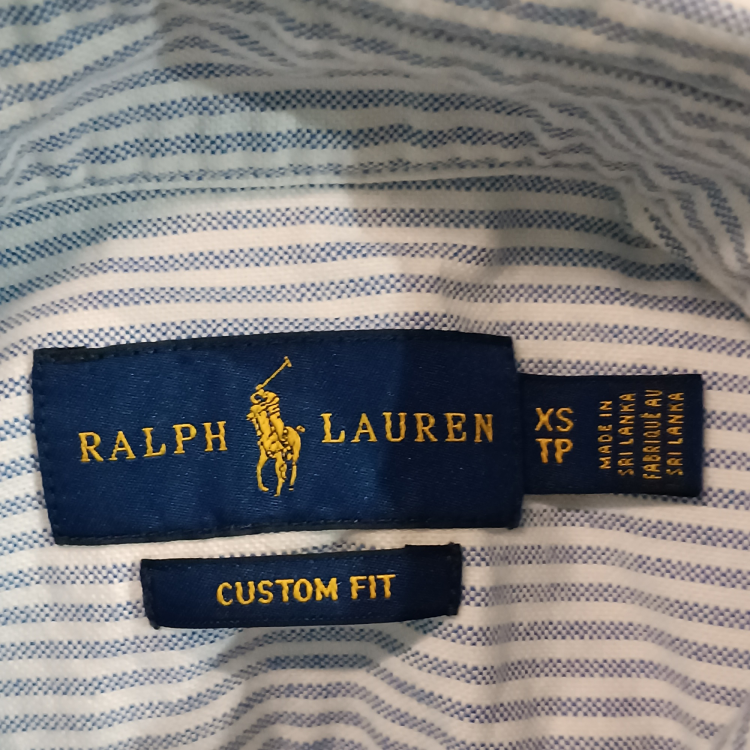 RALPH LAUREN
XS
TP
MADE IN
SRI LANKA
FABRIQUÉ AU
SRI LANKA
CUSTOM FIT